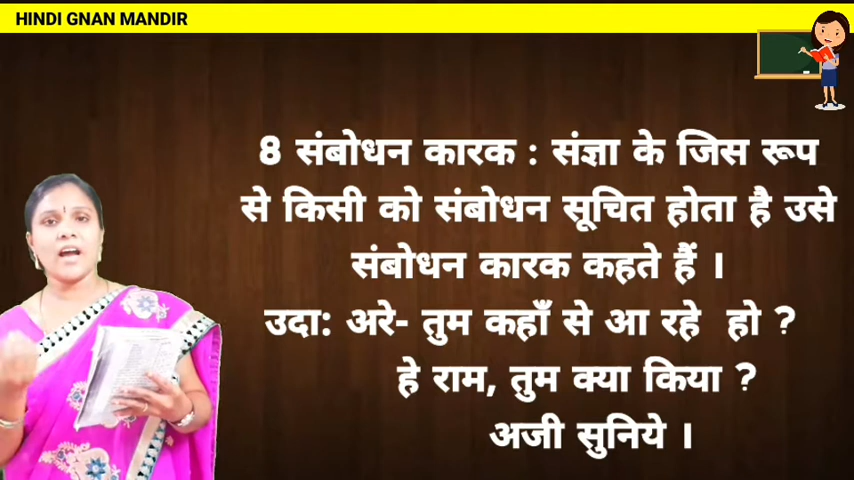 HINDI GNAN MANDIR
8 संबोधन कारक : संज्ञा के जिस रूप
से किसी को संबोधन सूचित होता है उसे
संबोधन कारक कहते हैं ।
उदा: अरे- तुम कहाँ से आ रहे हो ?
हे राम, तुम क्या किया ?
अजी सुनिये ।